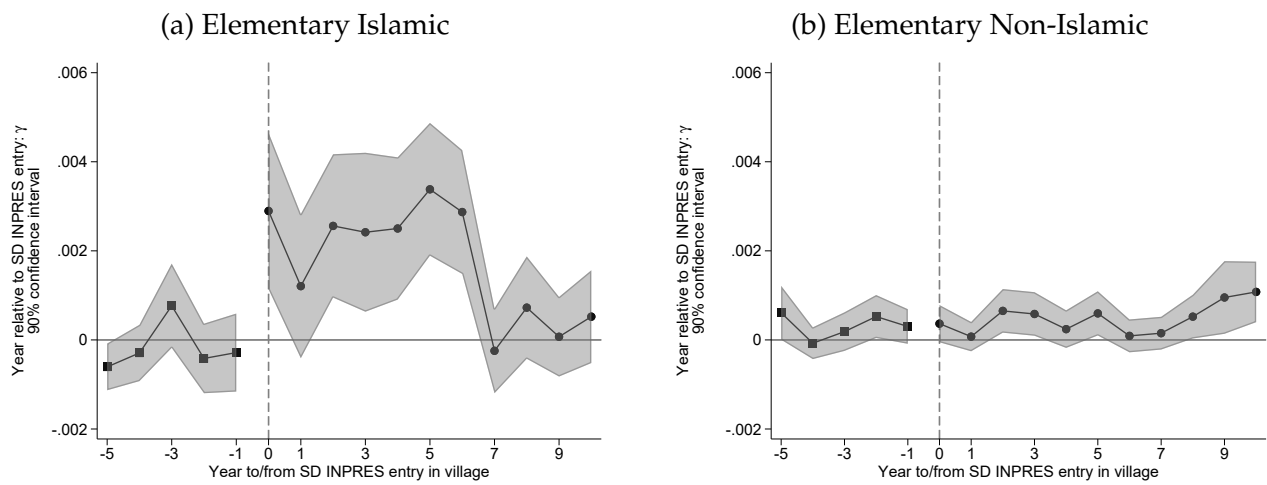 (a) Elementary Islamic
Year relative to SD INPRES entry: γ
90% confidence interval
.006
.004
.002
0
-.002
-5 -3 -1 0 1 3 5 7 9
Year to/from SD INPRES entry in village
(b) Elementary Non-Islamic
Year relative to SD INPRES entry: γ
90% confidence interval
.006
.004
.002
0
-.002
-5 -3 -1 0 1 3 5 7 9
Year to/from SD INPRES entry in village